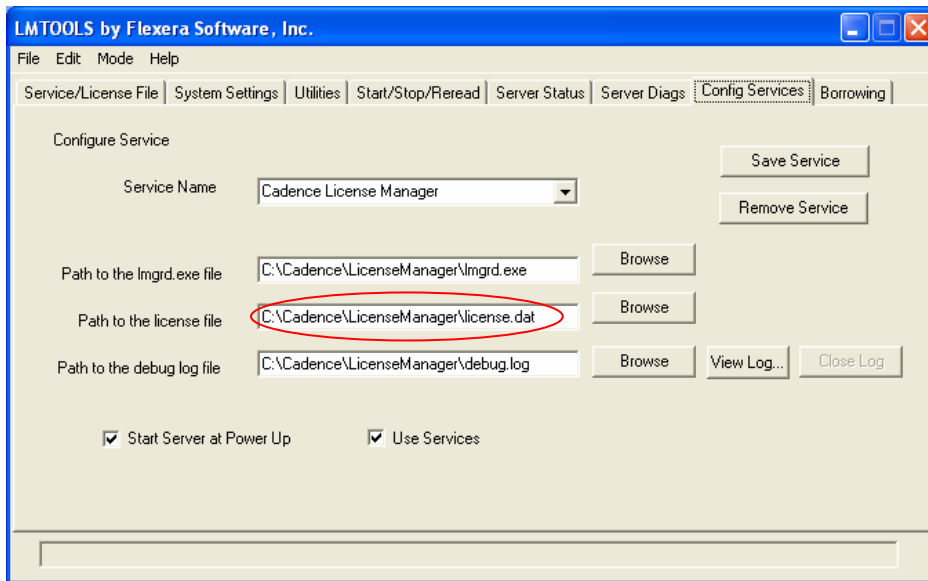 LMTOOLS by Flexera Software, Inc.
File Edit Mode Help
Service/License File System Settings Utilities Start/Stop/Reread Server Status Server Diags Config Services Borrowing
Configure Service
Save Service
Service Name Cadence License Manager
Remove Service
Path to the lmgrd.exe file C:\Cadence\LicenseManager\lmgrd.exe Browse
Path to the license file C:\Cadence\LicenseManager\license.dat Browse
Path to the debug log file C:\Cadence\LicenseManager\debug.log Browse View Log... Close Log
Start Server at Power Up Use Services